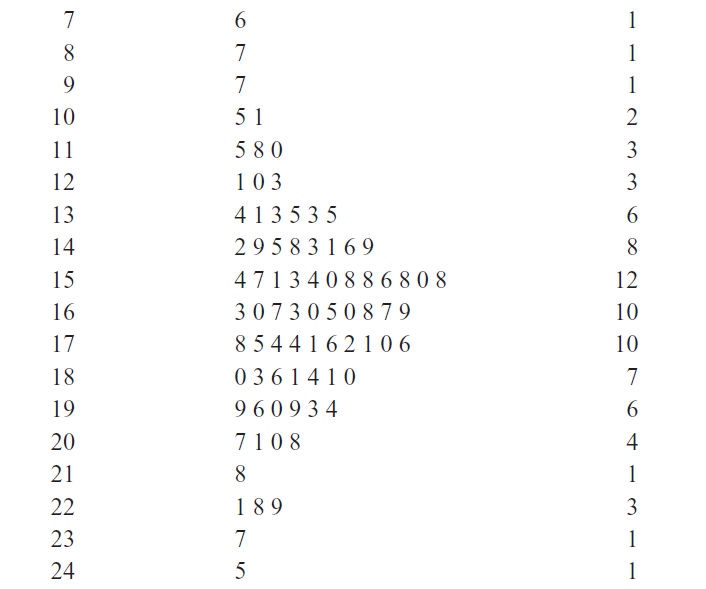 7 6 1
8 7 1
9 7 1
10 5 1 2
11 5 8 0 3
12 1 0 3 3
13 4 1 3 5 3 5 6
14 2 9 5 8 3 1 6 9 8
15 4 7 1 3 4 0 8 8 6 8 0 8 12
16 3 0 7 3 0 5 0 8 7 9 10
17 8 5 4 4 1 6 2 1 0 6 10
18 0 3 6 1 4 1 0 7
19 9 6 0 9 3 4 6
20 7 1 0 8 4
21 8 1
22 1 8 9 3
23 7 1
24 5 1